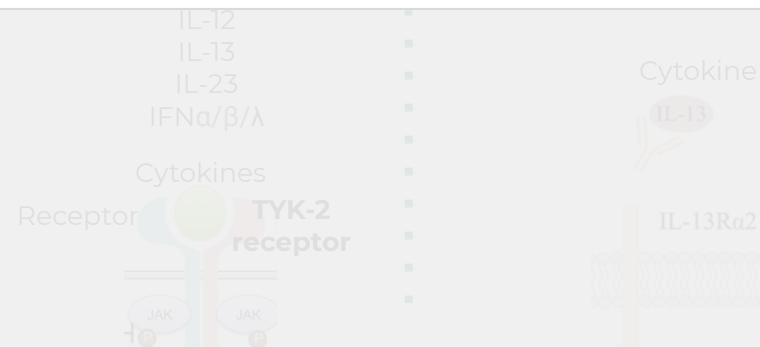 IL-12
IL-13
IL-23
IFNα/β/λ
Cytokines
Receptor
TYK-2
receptor
JAK
JAK
P
P
Cytokine
IL-13
IL-13Rα2